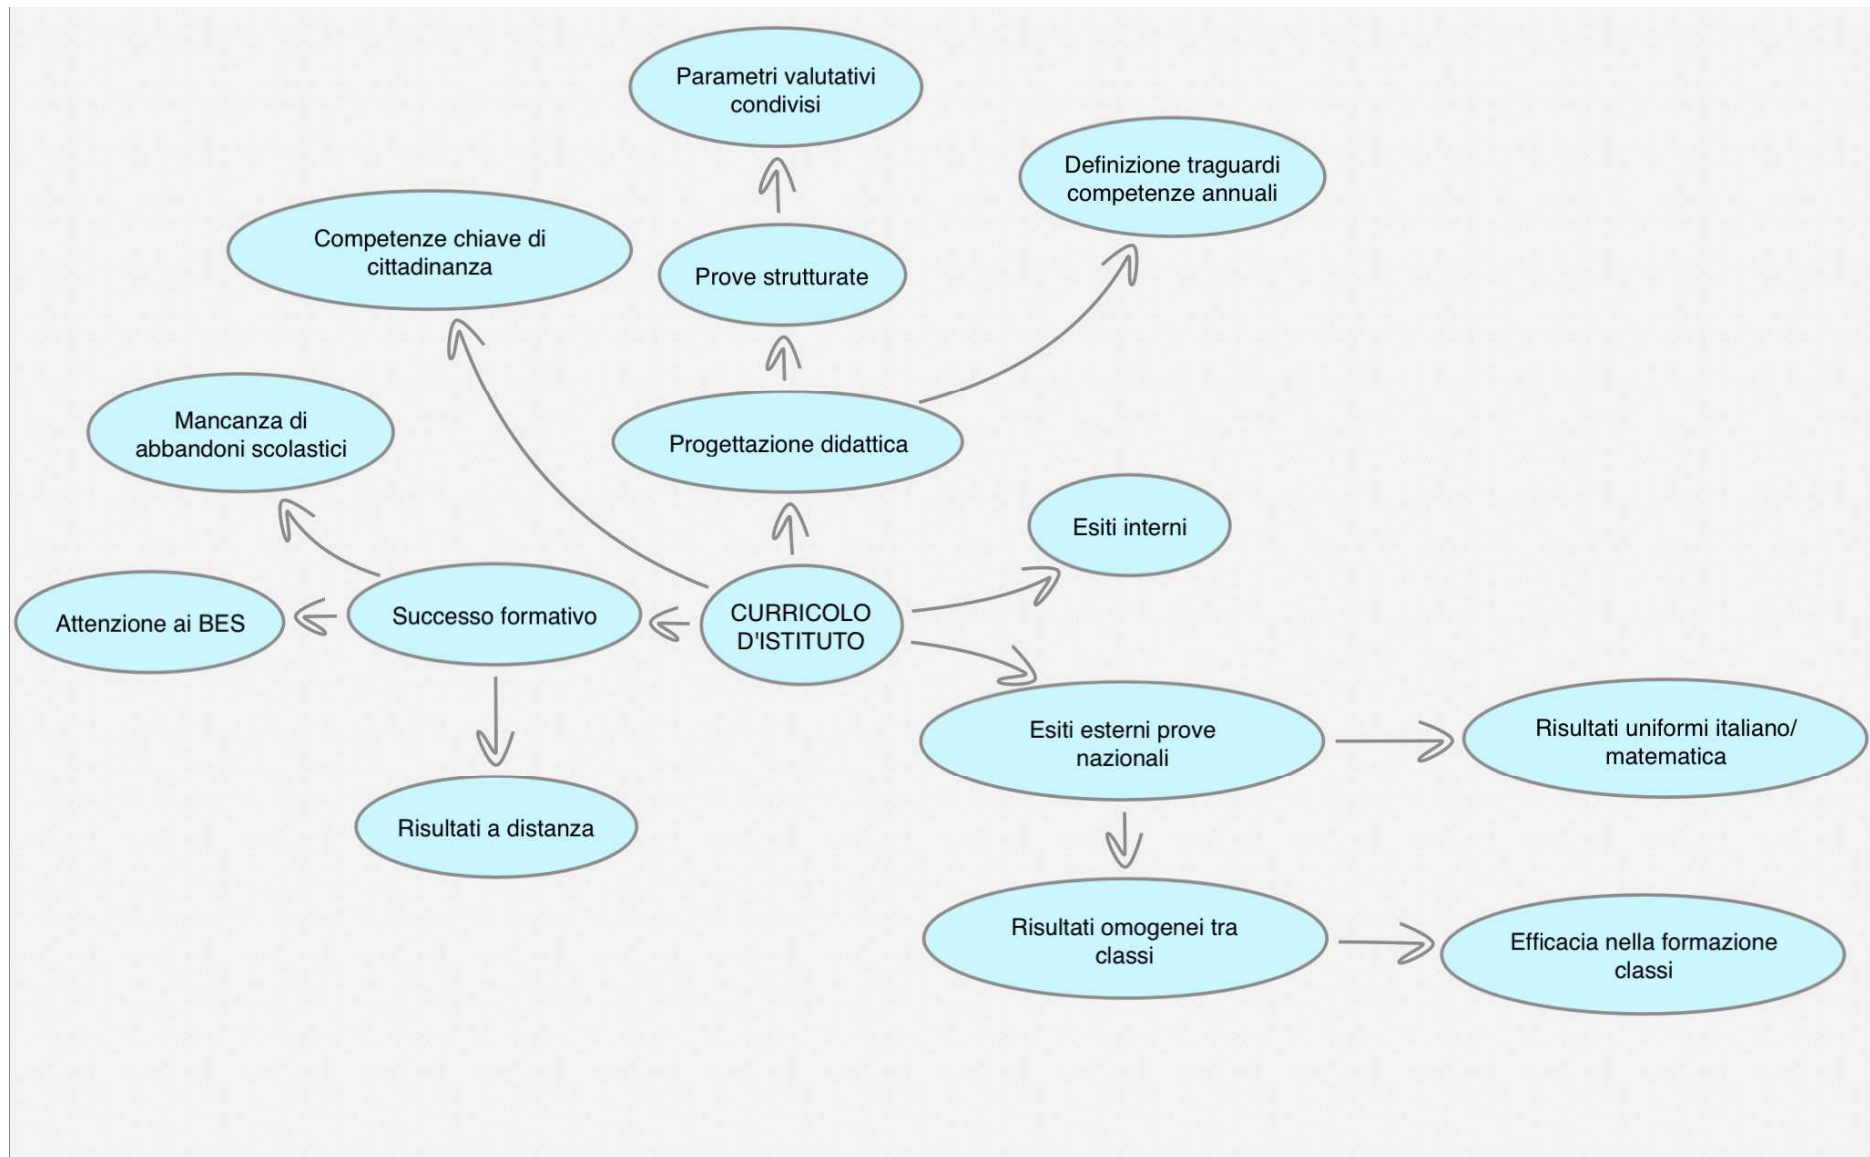 Parametri valutativi
condivisi
Definizione traguardi
competenze annuali
Competenze chiave di
cittadinanza
Prove strutturate
Mancanza di
abbandoni scolastici
Progettazione didattica
Esiti interni
Attenzione ai BES
Successo formativo
CURRICOLO
D'ISTITUTO
Esiti esterni prove
nazionali
Risultati uniformi italiano/
matematica
Risultati a distanza
Risultati omogenei tra
classi
Efficacia nella formazione
classi